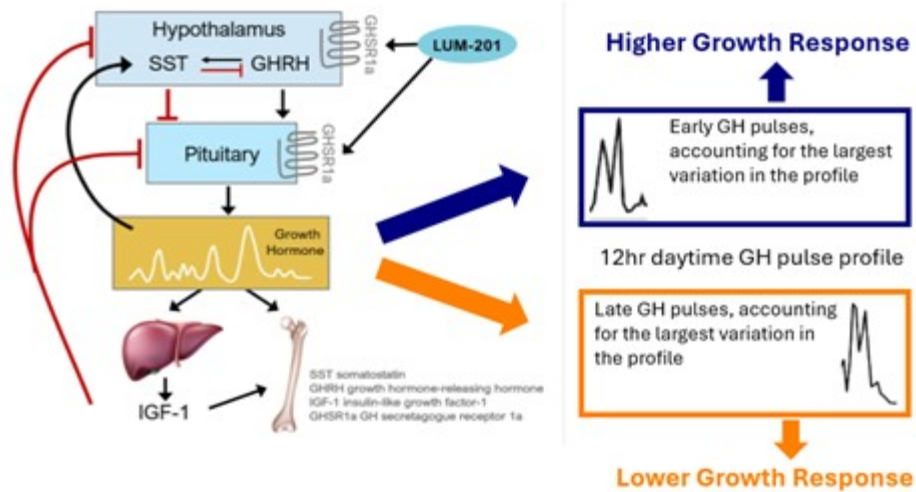 Hypothalamus
SST
GHRH
GHSR1a
LUM-201
Pituitary
GHSR1a
Growth
Hormone
IGF-1
SST somatostatin
GHRH growth hormone-releasing hormone
IGF-1 insulin-like growth factor-1
GHSR1a GH secretagogue receptor 1a
Higher Growth Response
Early GH pulses,
accounting for the largest
variation in the profile
12hr daytime GH pulse profile
Late GH pulses, accounting
for the largest variation in
the profile
Lower Growth Response